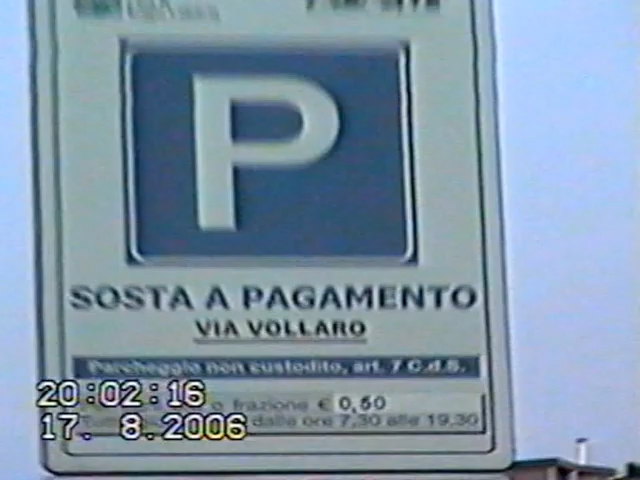 P
SOSTA A PAGAMENTO
VIA VOLLARO
Parcheggio non custodito, art. 7 C.d.S.
20:02:16
o frazione € 0,50
17. 8.2006
dalle ore 7,30 alle 19,30